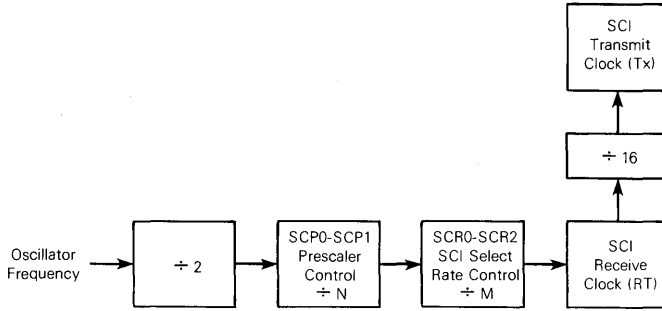 SCI
Transmit
Clock (Tx)
÷ 16
Oscillator
Frequency
÷ 2
SCP0-SCP1
Prescaler
Control
÷ N
SCR0-SCR2
SCI Select
Rate Control
÷ M
SCI
Receive
Clock (RT)